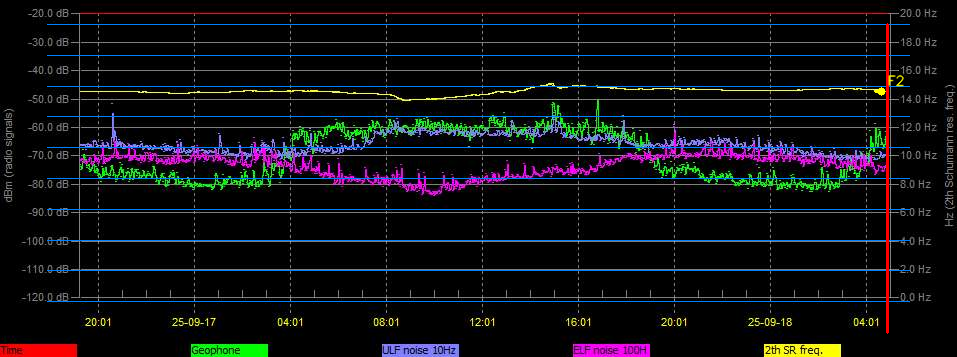 -20.0 dB 20.0 Hz
-30.0 dB 18.0 Hz
-40.0 dB 16.0 Hz
F2
-50.0 dB 14.0 Hz
-60.0 dB 12.0 Hz
-70.0 dB 10.0 Hz
-80.0 dB 8.0 Hz
-90.0 dB 6.0 Hz
-100.0 dB 4.0 Hz
-110.0 dB 2.0 Hz
-120.0 dB 0.0 Hz
dBm (radio signals)
Hz (2th Schumann res. freq.)
20:01 25-09-17 04:01 08:01 12:01 16:01 20:01 25-09-18 04:01
Time Geophone ULF noise 10Hz ELF noise 100H 2th SR freq.